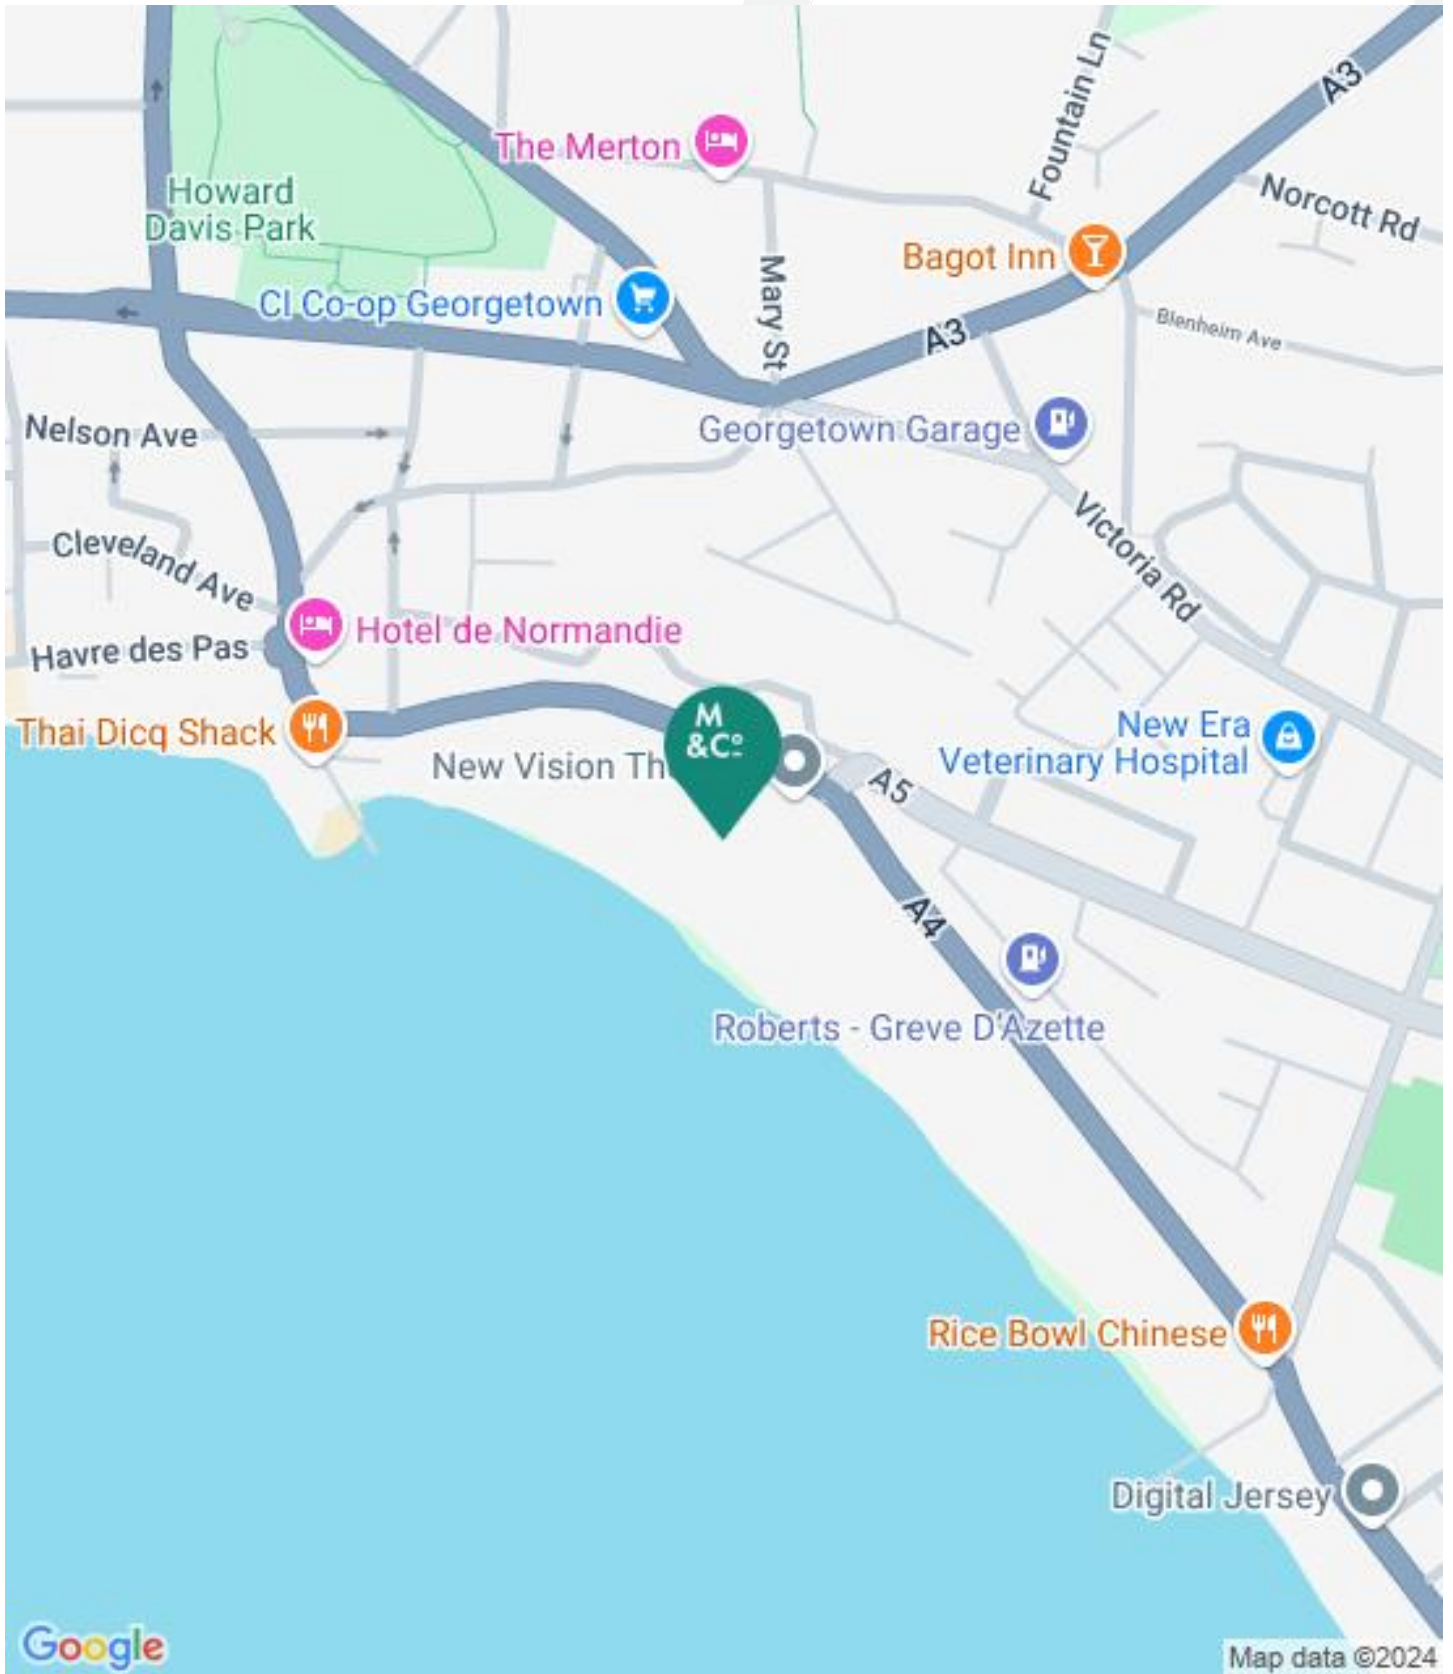 A3
Fountain Ln
The Merton
Howard
Davis Park
Norcott Rd
Bagot Inn
Mary St
CI Co-op Georgetown
A3
Blenheim Ave
Nelson Ave
Georgetown Garage
Victoria Rd
Cleveland Ave
Hotel de Normandie
Havre des Pas
M
&Co
Thai Dicq Shack
New Era
Veterinary Hospital
New Vision Th
A5
A4
Roberts - Greve D'Azette
Rice Bowl Chinese
Digital Jersey
Google
Map data ©2024